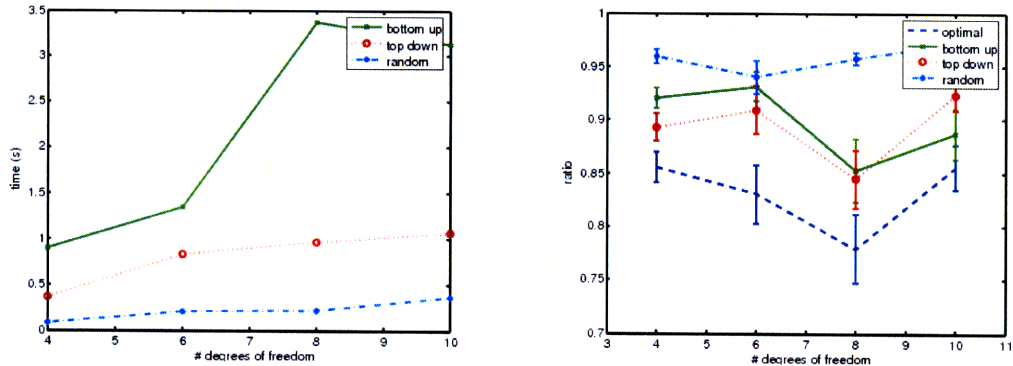 3.5
3
2.5
2
1.5
1
0.5
0
4
5
6
7
8
9
10
time (s)
# degrees of freedom
bottom up
top down
random
1
0.95
0.9
0.85
0.8
0.75
0.7
3
4
5
6
7
8
9
10
11
ratio
# degrees of freedom
optimal
bottom up
top down
random